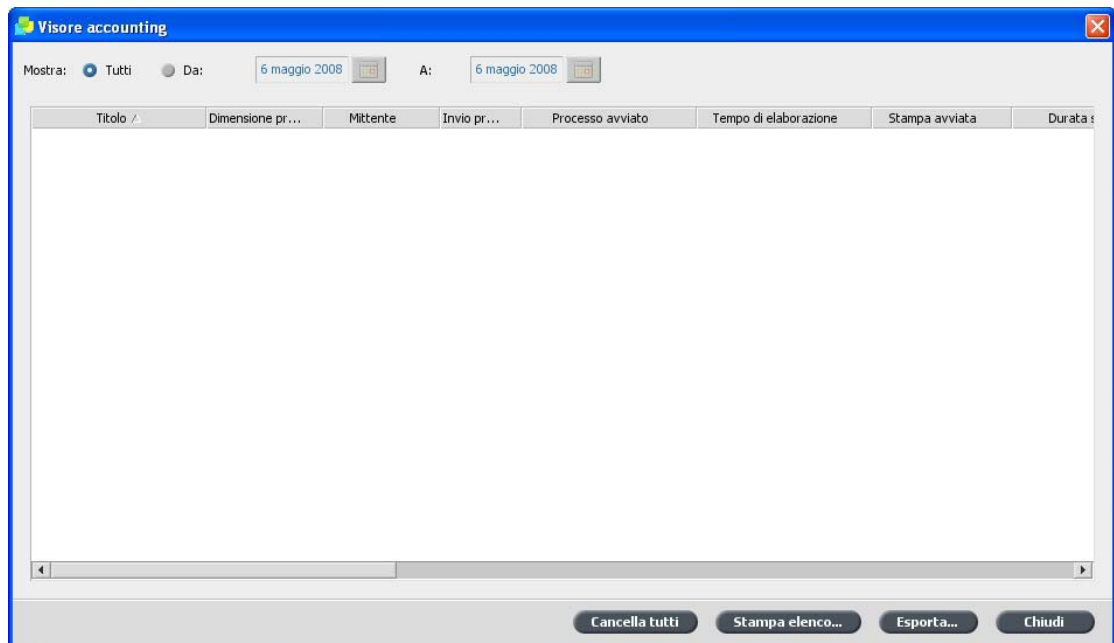 Visore accounting
Mostra: Tutti Da: 6 maggio 2008 A: 6 maggio 2008
Titolo Dimensione pr... Mittente Invio pr... Processo avviato Tempo di elaborazione Stampa avviata Durata s
Cancella tutti Stampa elenco... Esporta... Chiudi